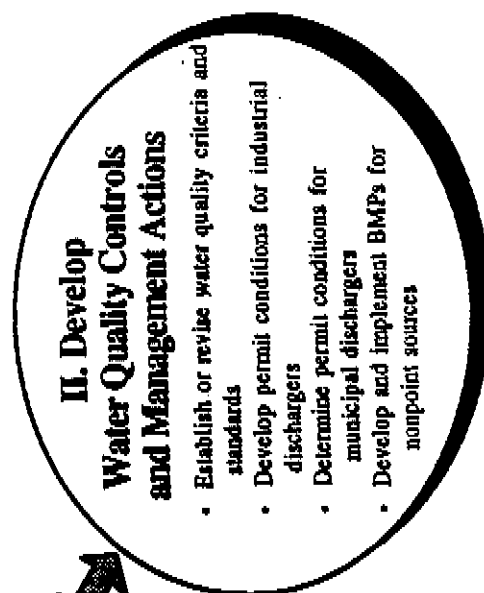 II. Develop
Water Quality Controls
and Management Actions
• Establish or revise water quality criteria and
standards
• Develop permit conditions for industrial
dischargers
• Determine permit conditions for
municipal dischargers
• Develop and implement BMPs for
nonpoint sources